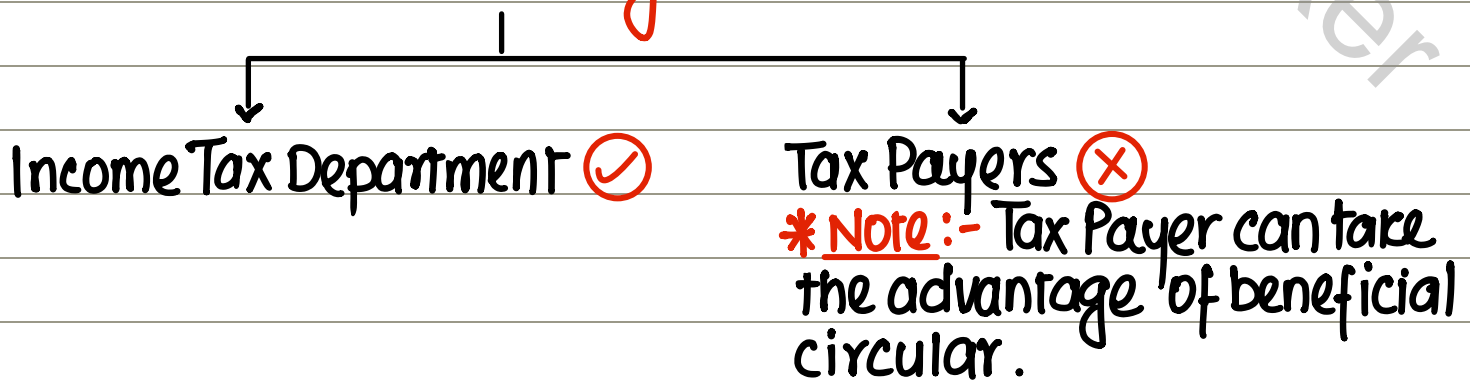 Income Tax Department
Tax Payers
* Note :- Tax Payer can take
the advantage of beneficial
circular.